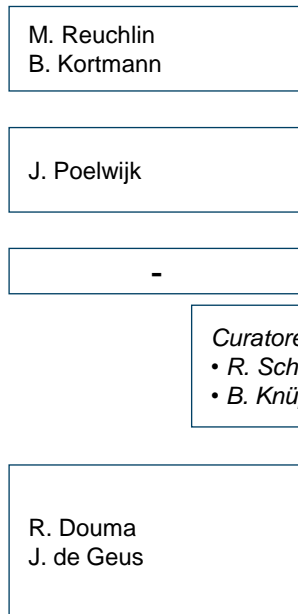 M. Reuchlin
B. Kortmann
J. Poelwijk
-
• R.
• B.
R. Douma
J. de Geus